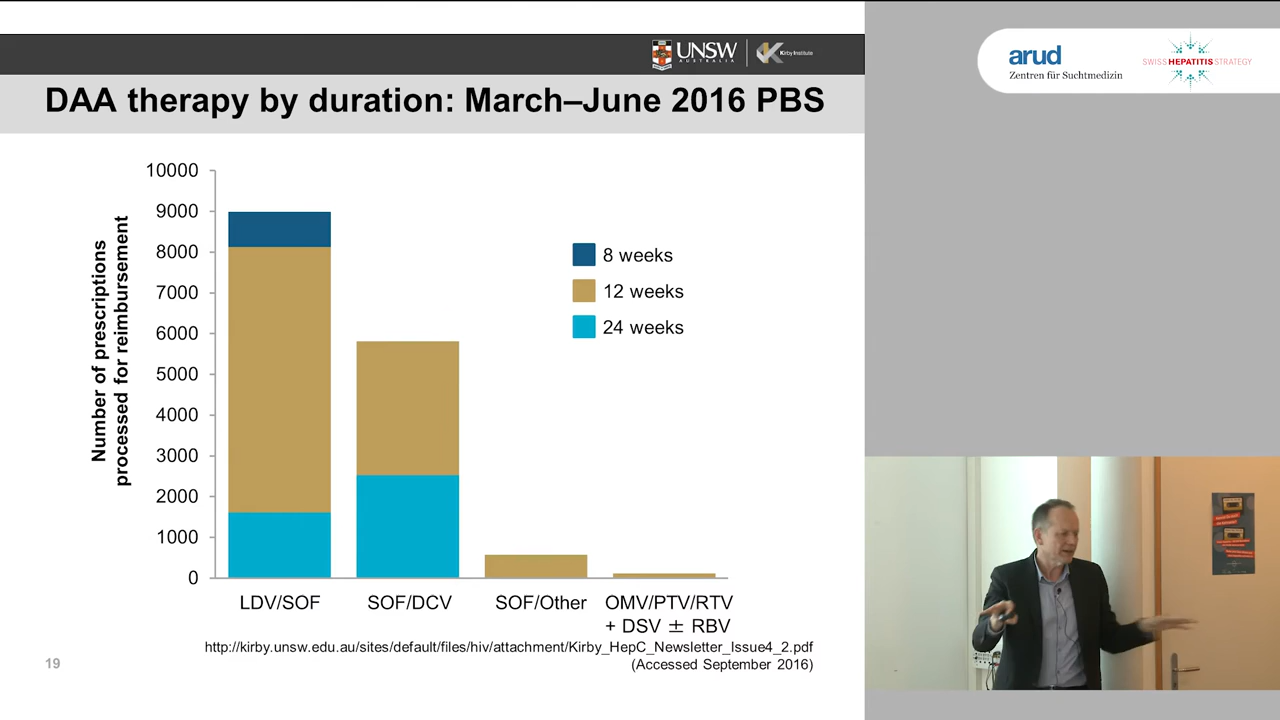 UNSW
AUSTRALIA
Kirby Institute
DAA therapy by duration: March–June 2016 PBS
10000
9000
8000
7000
6000
5000
4000
3000
2000
1000
0
Number of prescriptions
processed for reimbursement
8 weeks
12 weeks
24 weeks
LDV/SOF
SOF/DCV
SOF/Other
OMV/PTV/RTV
+ DSV ± RBV
http://kirby.unsw.edu.au/sites/default/files/hiv/attachment/Kirby_HepC_Newsletter_Issue4_2.pdf
(Accessed September 2016)
19
arud
Zentren für Suchtmedizin
SWISS HEPATITIS STRATEGY